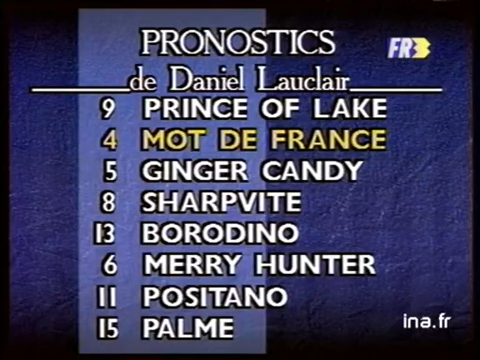 PRONOSTICS
FR3
de Daniel Lauclair
9 PRINCE OF LAKE
4 MOT DE FRANCE
5 GINGER CANDY
8 SHARPVITE
13 BORODINO
6 MERRY HUNTER
11 POSITANO
15 PALME
ina.fr